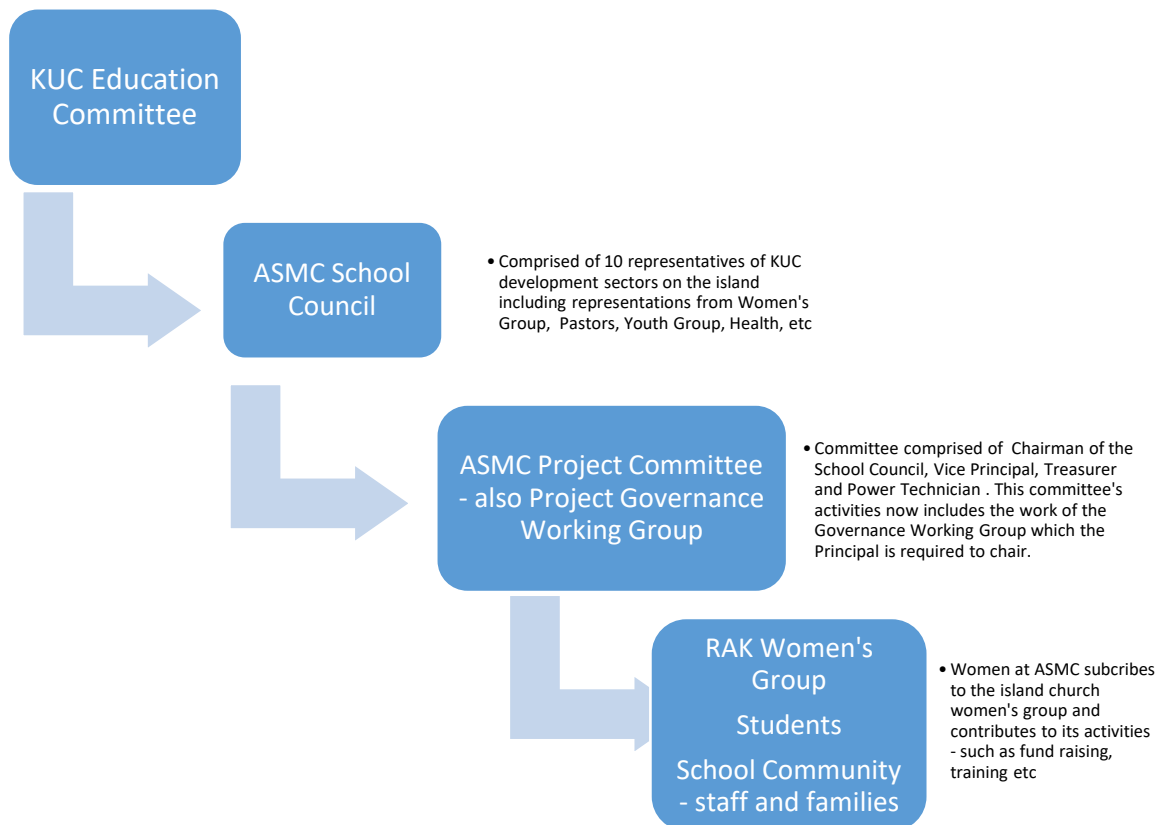 KUC Education
Committee
ASMC School
Council
• Comprised of 10 representatives of KUC
development sectors on the island
including representations from Women's
Group, Pastors, Youth Group, Health, etc
ASMC Project Committee
- also Project Governance
Working Group
• Committee comprised of Chairman of the
School Council, Vice Principal, Treasurer
and Power Technician . This committee's
activities now includes the work of the
Governance Working Group which the
Principal is required to chair.
RAK Women's
Group
Students
School Community
- staff and families
• Women at ASMC subcribes
to the island church
women's group and
contributes to its activities
- such as fund raising,
training etc